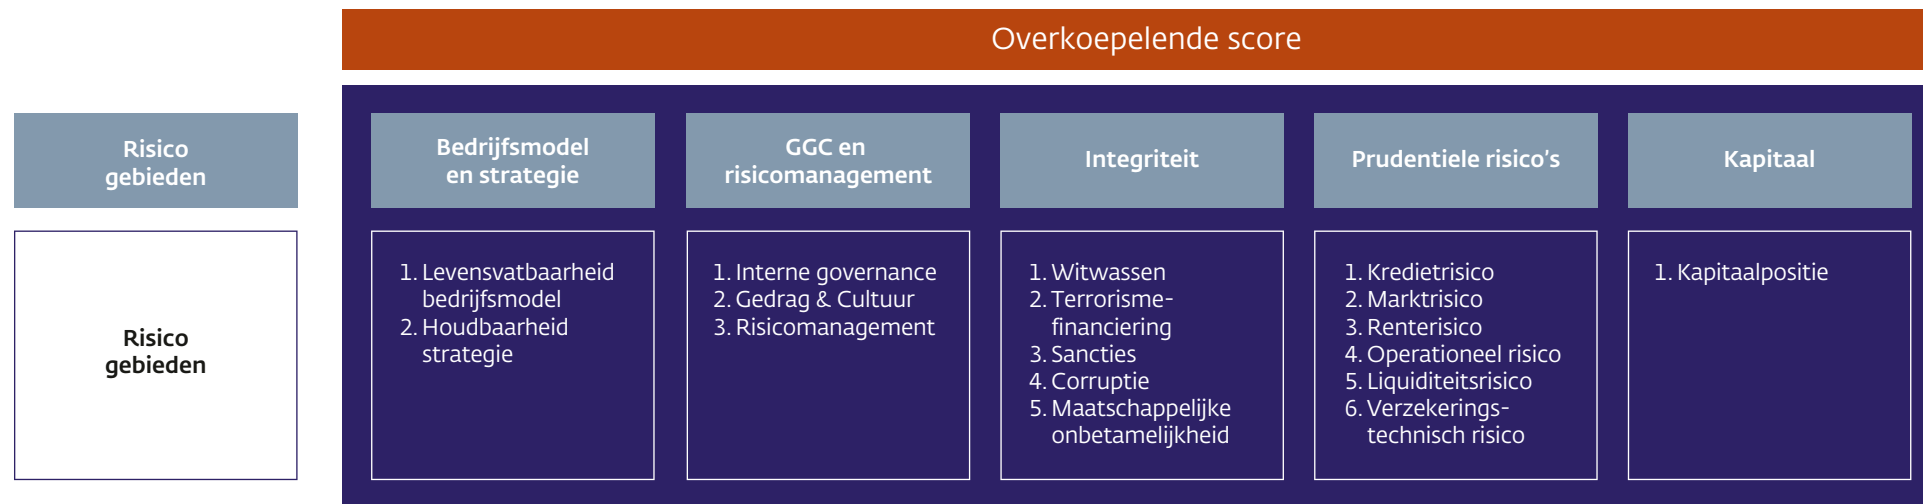 Overkoepelende score
Risico
gebieden
Bedrijfsmodel
en strategie
GGC en
risicomanagement
Integriteit
Prudentiele risico's
Kapitaal
Risico
gebieden
1. Levensvatbaarheid
bedrijfsmodel
2. Houdbaarheid
strategie
1. Interne governance
2. Gedrag & Cultuur
3. Risicomanagement
1. Witwassen
2. Terrorisme-
financiering
3. Sancties
4. Corruptie
5. Maatschappelijke
onbetamelijkheid
1. Kredietrisico
2. Marktrisico
3. Renterisico
4. Operationeel risico
5. Liquiditeitsrisico
6. Verzekerings-
technisch risico
1. Kapitaalpositie